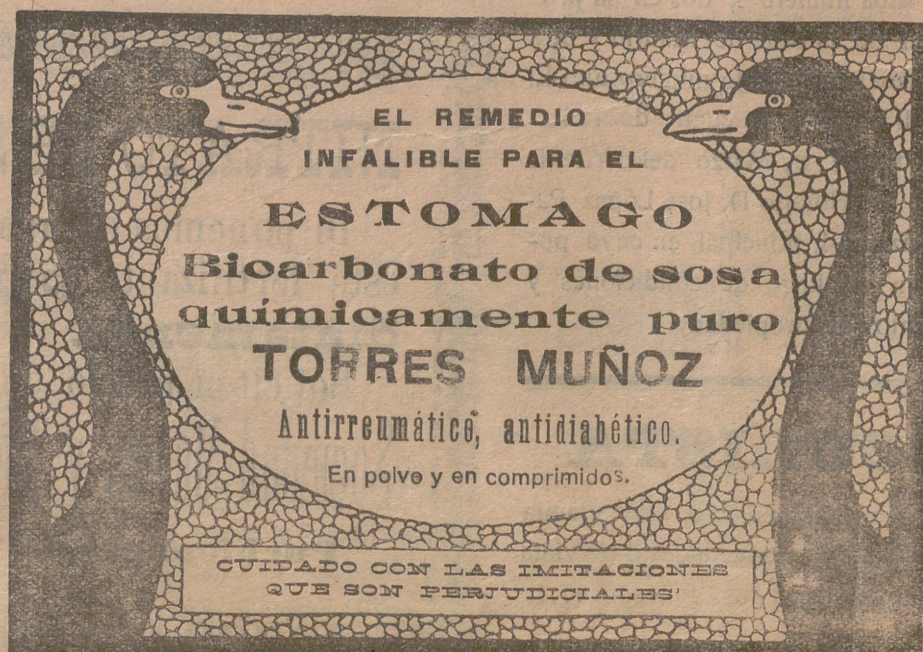 EL REMEDIO
INFALIBLE PARA EL
ESTOMAGO
Bicarbonato de sosa
químicamente puro
TORRES MUÑOZ
Antirreumático, antidiabético.
En polvo y en comprimidos.
CUIDADO CON LAS IMITACIONES
QUE SON PERJUDICIALES